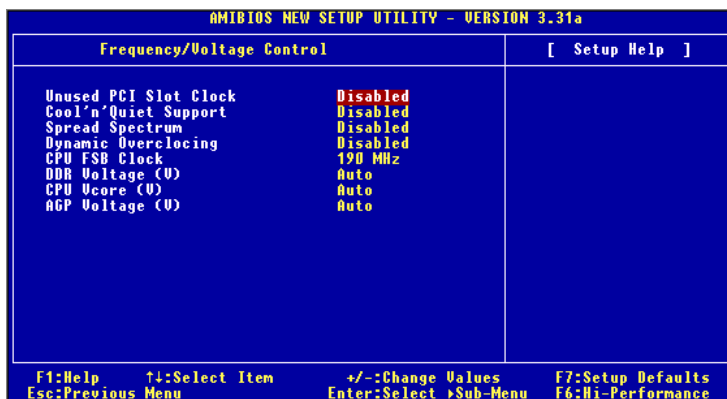 AMIBIOS NEW SETUP UTILITY - VERSION 3.31a
Frequency/Voltage Control
[ Setup Help ]
Unused PCI Slot Clock Disabled
Cool'n'Quiet Support Disabled
Spread Spectrum Disabled
Dynamic Overclocing Disabled
CPU FSB Clock 190 MHz
DDR Voltage (V) Auto
CPU Vcore (V) Auto
AGP Voltage (V) Auto
F1:Help ↑↓:Select Item +/-:Change Values F7:Setup Defaults
Esc:Previous Menu Enter:Select ▸Sub-Menu F6:Hi-Performance